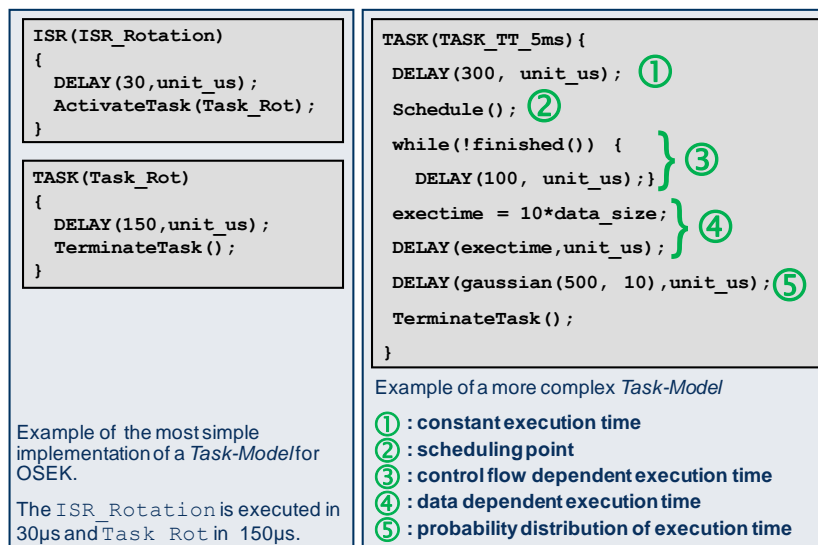 ISR(ISR_Rotation)
{
DELAY(30,unit_us);
ActivateTask(Task_Rot);
}
TASK(Task_Rot)
{
DELAY(150,unit_us);
TerminateTask();
}
Example of the most simple
implementation of a Task-Model for
OSEK.
The ISR_Rotation is executed in
30µs and Task Rot in 150µs.
TASK(TASK_TT_5ms){
DELAY(300, unit_us); ①
Schedule(); ②
while(!finished()) {
DELAY(100, unit_us);} ③
exectime = 10*data_size;
DELAY(exectime,unit_us); ④
DELAY(gaussian(500, 10),unit_us); ⑤
TerminateTask();
}
Example of a more complex Task-Model
① : constant execution time
② : scheduling point
③ : control flow dependent execution time
④ : data dependent execution time
⑤ : probability distribution of execution time